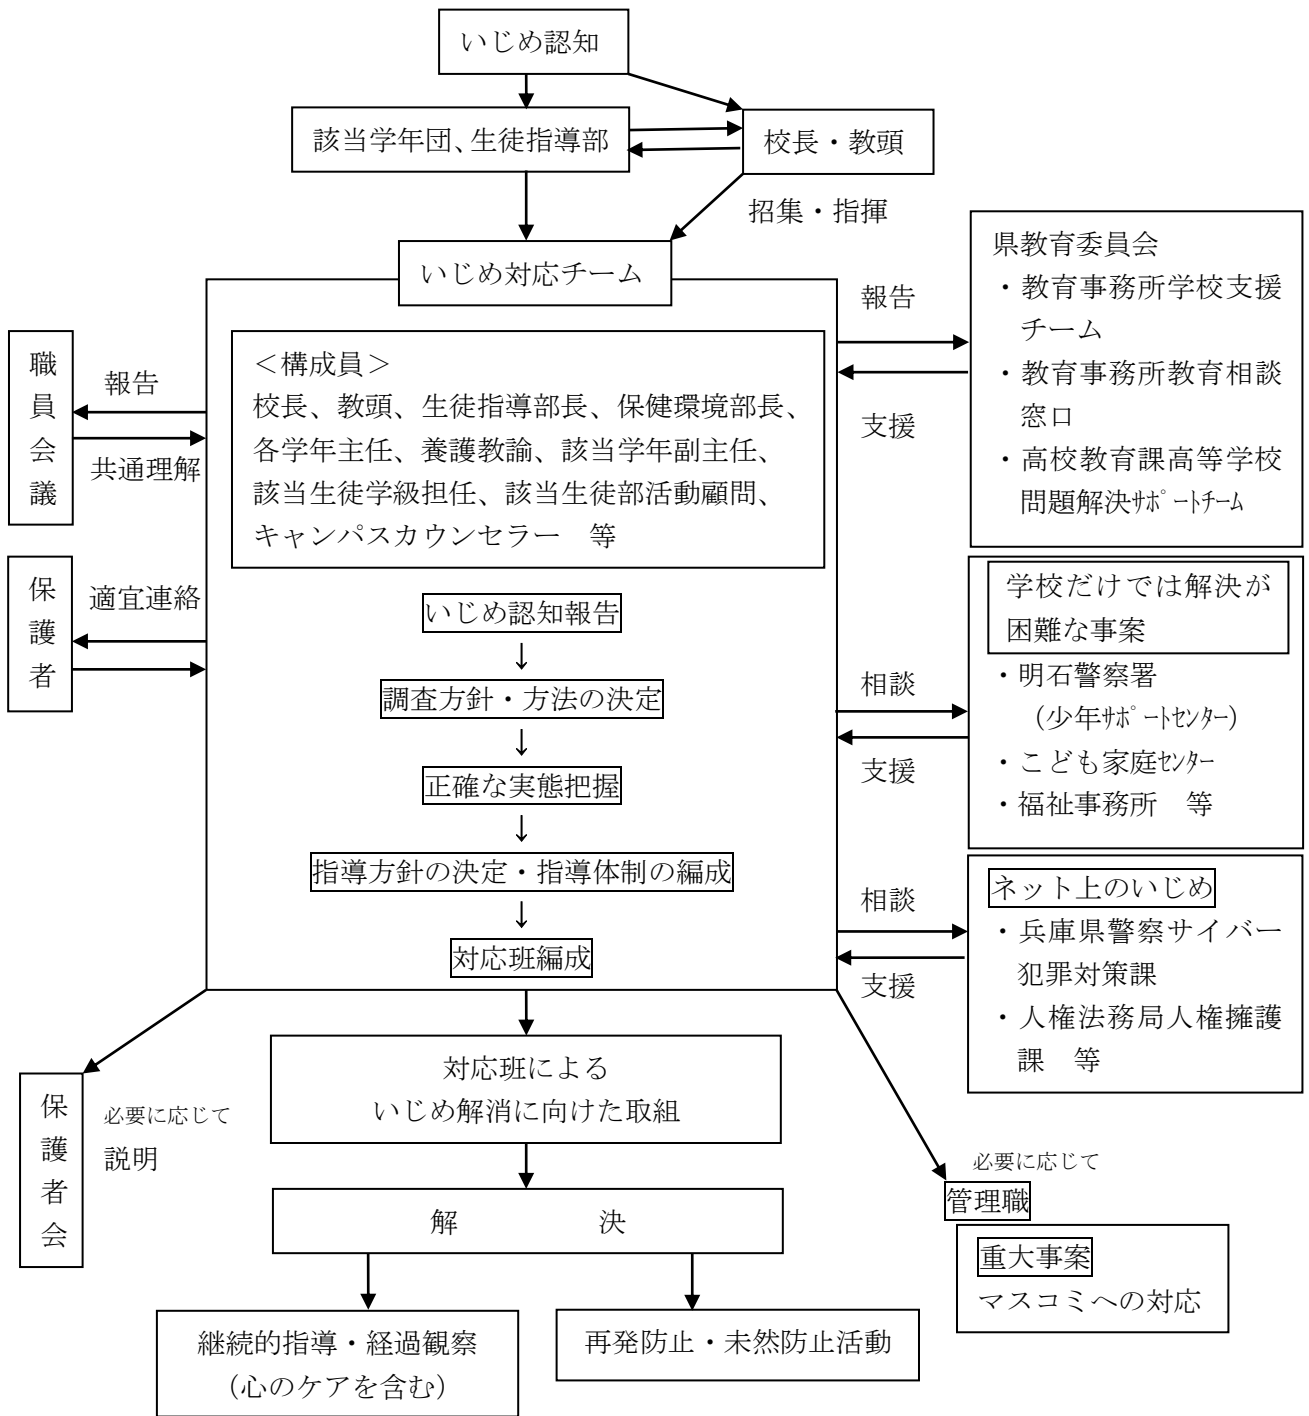 いじめ認知
該当学年団、生徒指導部
校長・教頭
招集・指揮
いじめ対応チーム
＜構成員＞
校長、教頭、生徒指導部長、保健環境部長、
各学年主任、養護教諭、該当学年副主任、
該当生徒学級担任、該当生徒部活動顧問、
キャンパスカウンセラー　等
いじめ認知報告
↓
調査方針・方法の決定
↓
正確な実態把握
↓
指導方針の決定・指導体制の編成
↓
対応班編成
職員会議
報告
共通理解
保護者
適宜連絡
報告
支援
県教育委員会
・教育事務所学校支援
チーム
・教育事務所教育相談
窓口
・高校教育課高等学校
問題解決ｻﾎﾟｰﾄﾁｰﾑ
相談
支援
学校だけでは解決が
困難な事案
・明石警察署
（少年ｻﾎﾟｰﾄｾﾝﾀｰ）
・こども家庭ｾﾝﾀｰ
・福祉事務所　等
相談
支援
ネット上のいじめ
・兵庫県警察サイバー
犯罪対策課
・人権法務局人権擁護
課　等
保護者会
必要に応じて
説明
対応班による
いじめ解消に向けた取組
解　決
継続的指導・経過観察
（心のケアを含む）
再発防止・未然防止活動
必要に応じて
管理職
重大事案
マスコミへの対応